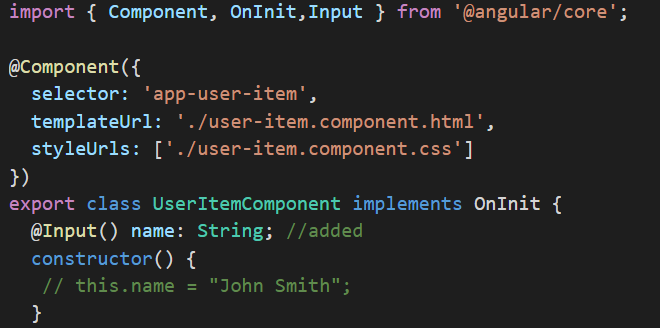 import { Component, OnInit,Input } from '@angular/core';
@Component({
selector: 'app-user-item',
templateUrl: './user-item.component.html',
styleUrls: ['./user-item.component.css']
})
export class UserItemComponent implements OnInit {
@Input() name: String; //added
constructor() {
// this.name = "John Smith";
}